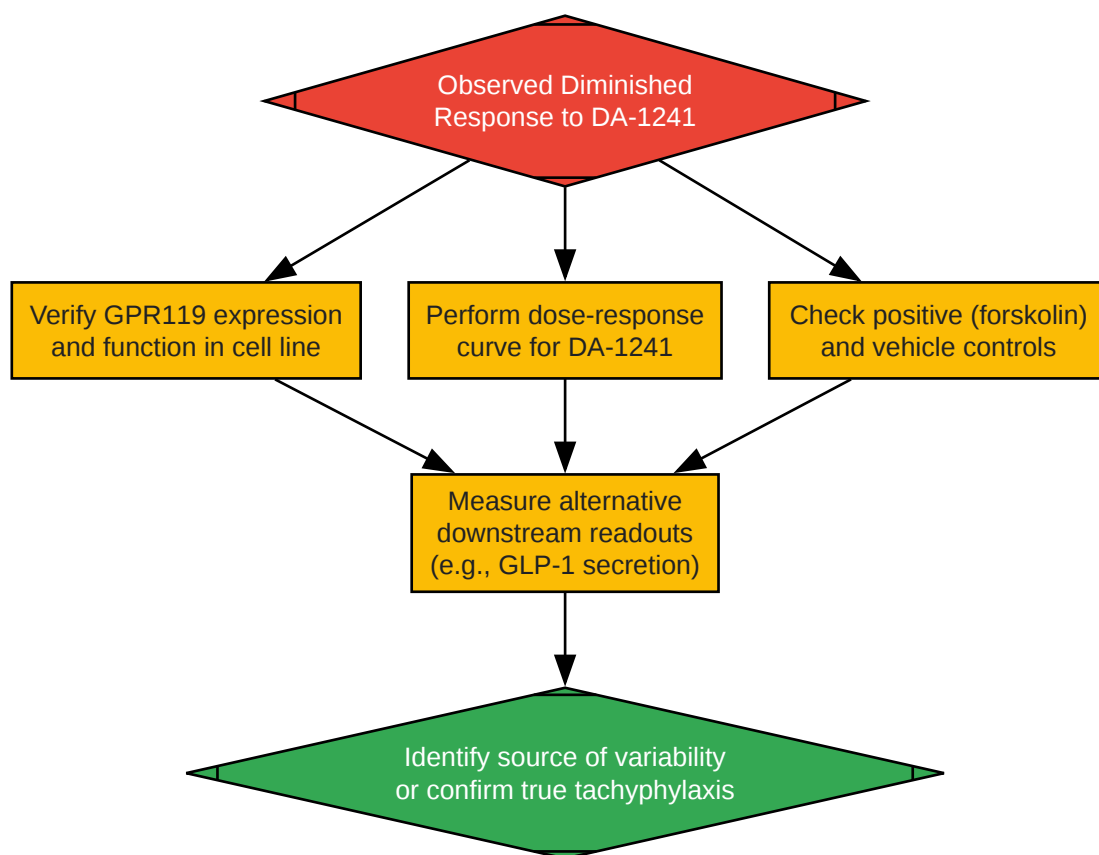 Observed Diminished
Response to DA-1241
Verify GPR119 expression
and function in cell line
Perform dose-response
curve for DA-1241
Check positive (forskolin)
and vehicle controls
Measure alternative
downstream readouts
(e.g., GLP-1 secretion)
Identify source of variability
or confirm true tachyphylaxis